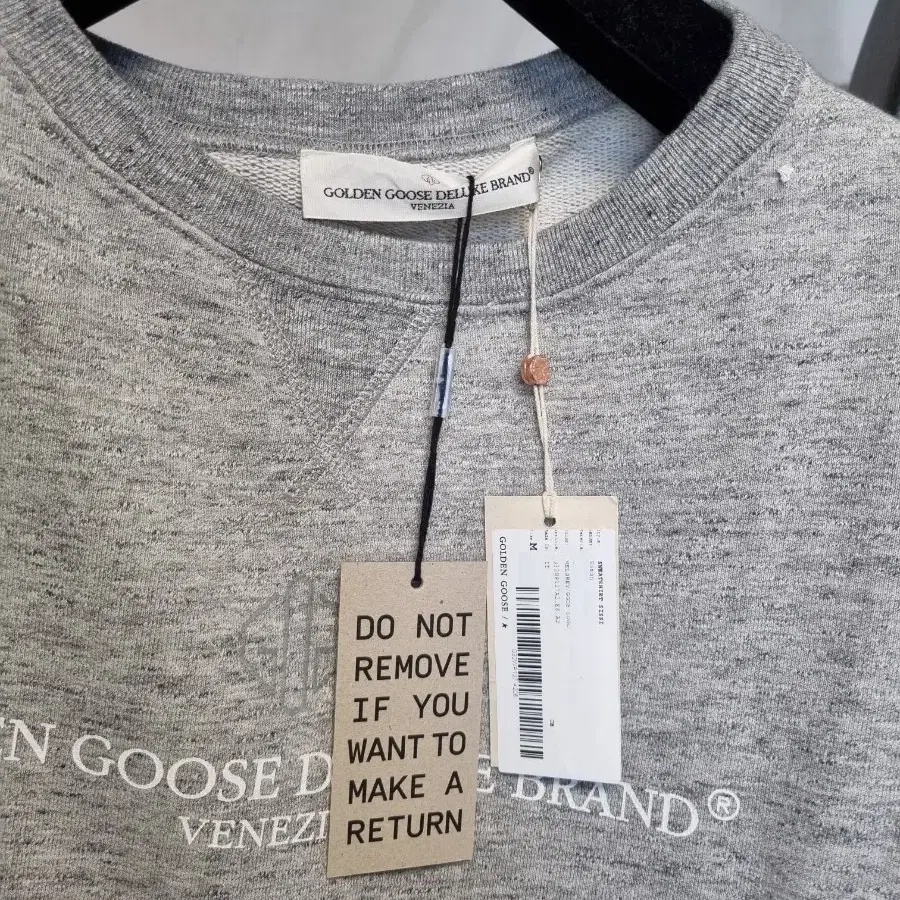 GOLDEN GOOSE DELUXE BRAND®
VENEZIA
DO NOT
REMOVE
IF YOU
WANT TO
MAKE A
RETURN
GOLDEN GOOSE /★
M
EN GOOSE D E BRAND®
VENEZI